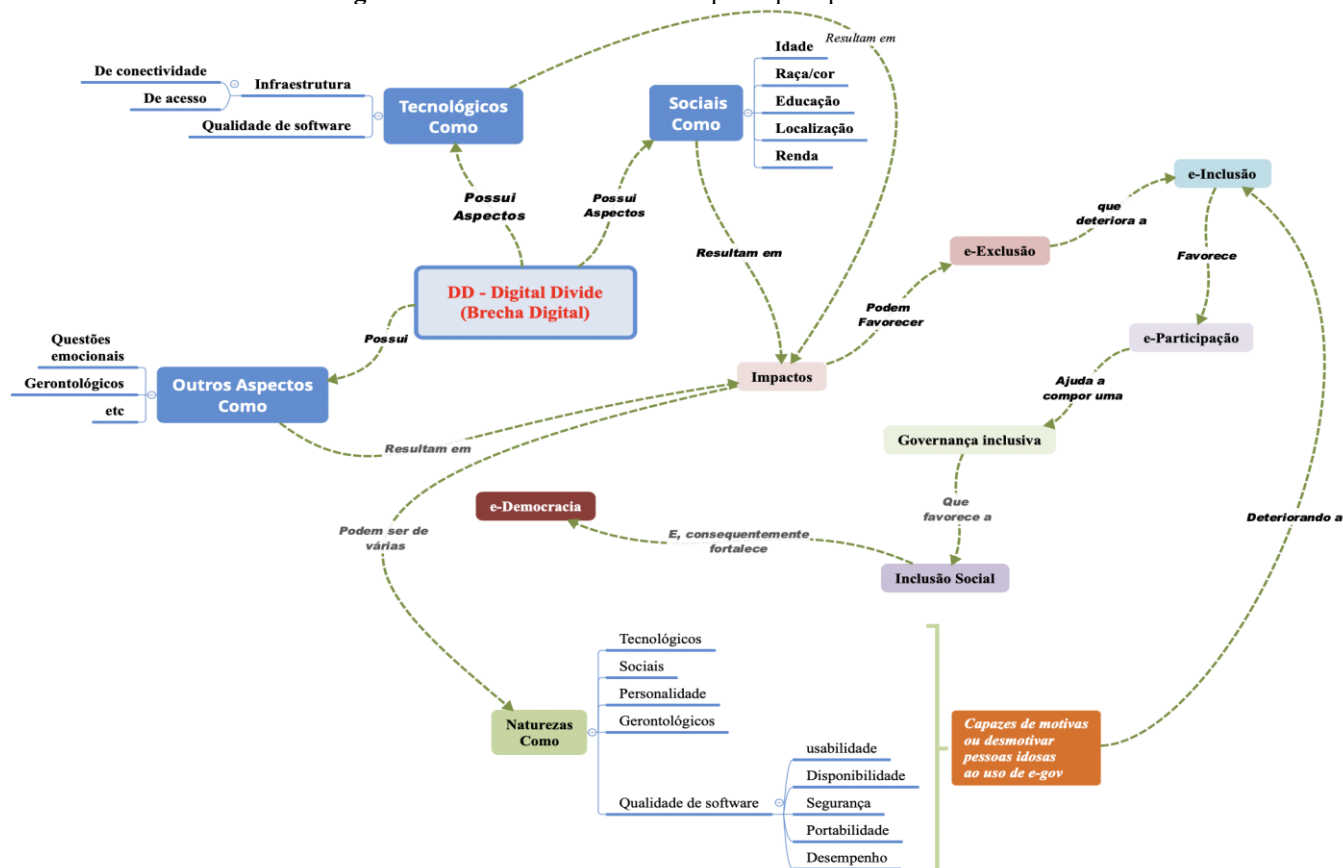 Resultam em
De conectividade
De acesso
Infraestrutura
Qualidade de software
Tecnológicos
Como
Sociais
Como
Idade
Raça/cor
Educação
Localização
Renda
Possui
Aspectos
Possui
Aspectos
e-Inclusão
que
deteriora a
e-Exclusão
Resultam em
Favorece
DD - Digital Divide
(Brecha Digital)
Podem
Favorecer
Possui
e-Participação
Questões
emocionais
Gerontológicos
etc
Outros Aspectos
Como
Impactos
Ajuda a
compor uma
Resultam em
Governança inclusiva
e-Democracia
Que
favorece a
Deteriorando a
Podem ser de
várias
E, consequentemente
fortalece
Inclusão Social
Tecnológicos
Sociais
Personalidade
Gerontológicos
Naturezas
Como
Qualidade de software
usabilidade
Disponibilidade
Segurança
Portabilidade
Desempenho
Capazes de motivas
ou desmotivar
pessoas idosas
ao uso de e-gov